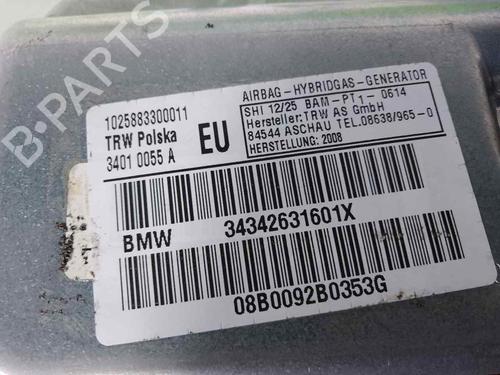 1025883300011
TRW Polska
3401 0055 A
EU
AIRBAG-HYBRIDGAS-GENERATOR
SHI 12/25 BAM-PT1-0614
Hersteller:TRW AS GmbH
84544 ASCHAU TEL.08638/965-0
HERSTELLUNG: 2008
BMW 34342631601X
08B0092B0353G
B-PARTS